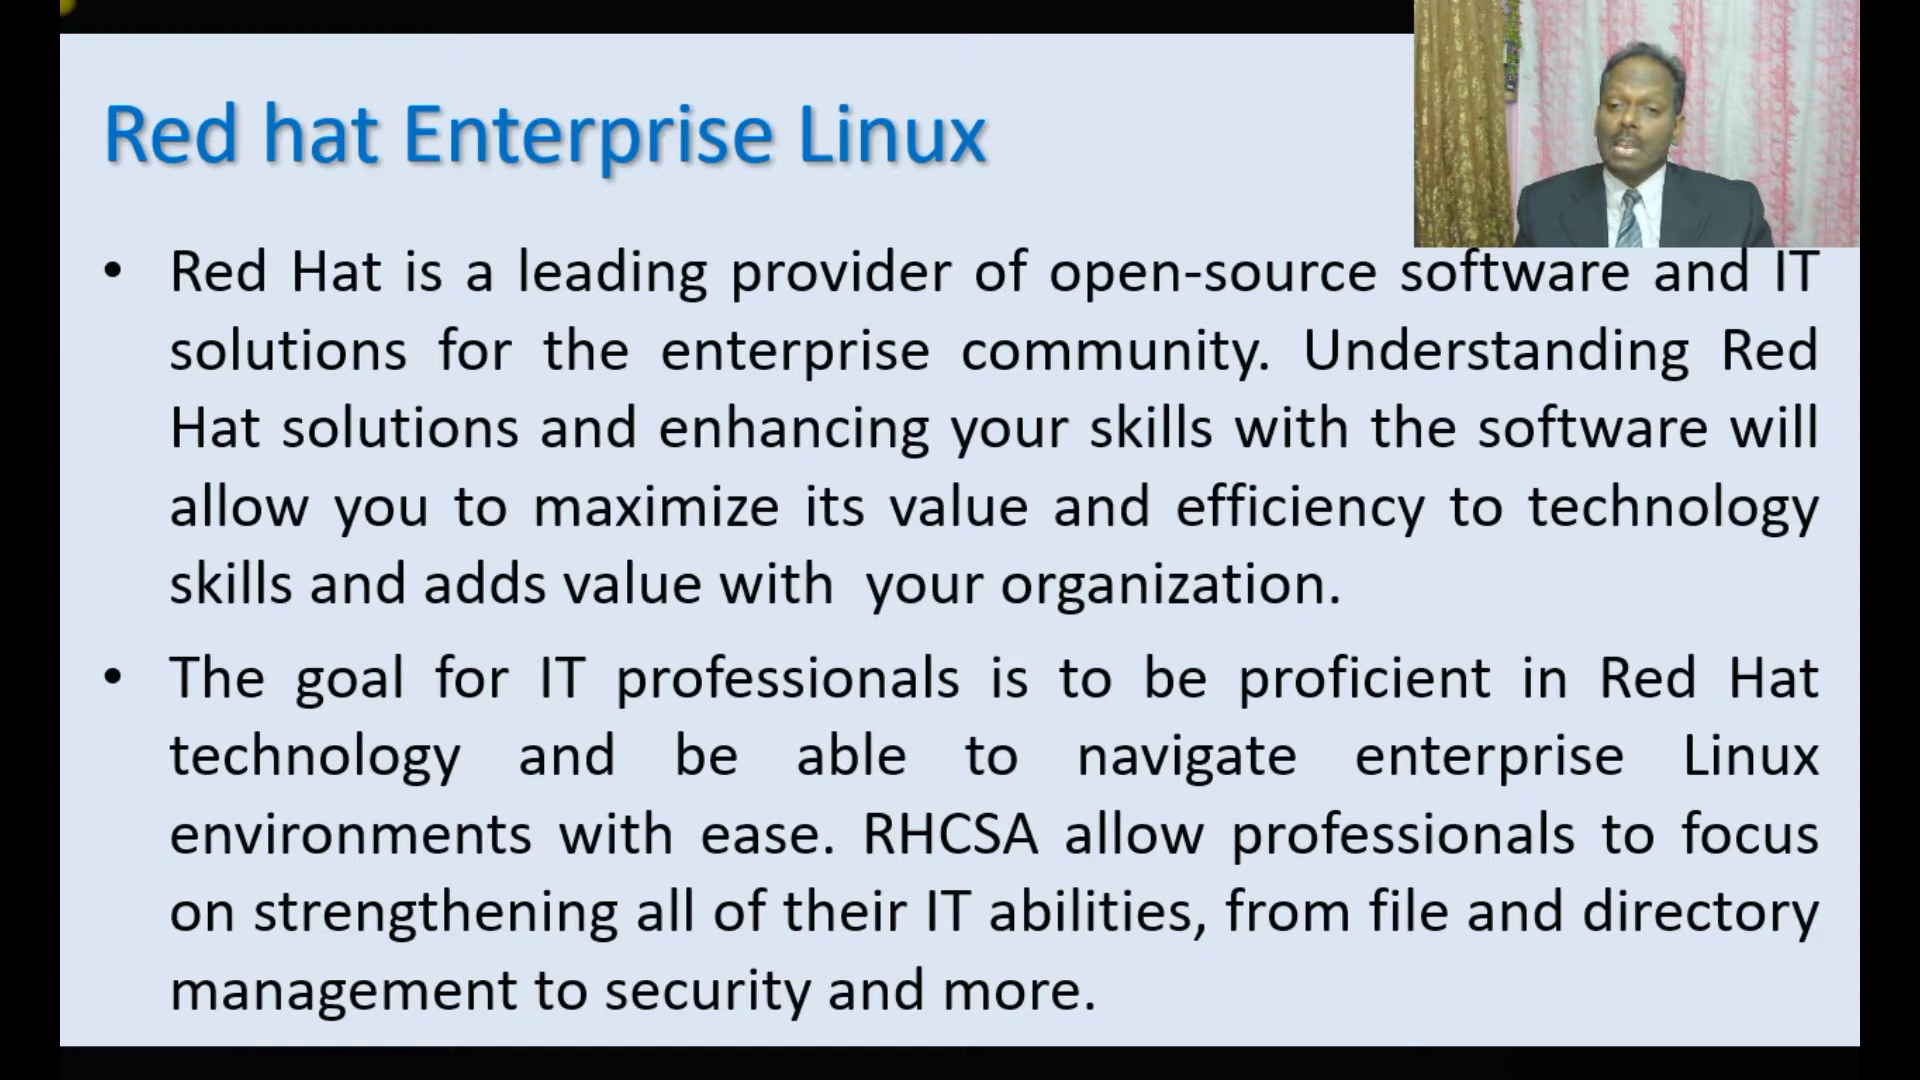 Red hat Enterprise Linux
• Red Hat is a leading provider of open-source software and IT
solutions for the enterprise community. Understanding Red
Hat solutions and enhancing your skills with the software will
allow you to maximize its value and efficiency to technology
skills and adds value with  your organization.
• The goal for IT professionals is to be proficient in Red Hat
technology and be able to navigate enterprise Linux
environments with ease. RHCSA allow professionals to focus
on strengthening all of their IT abilities, from file and directory
management to security and more.